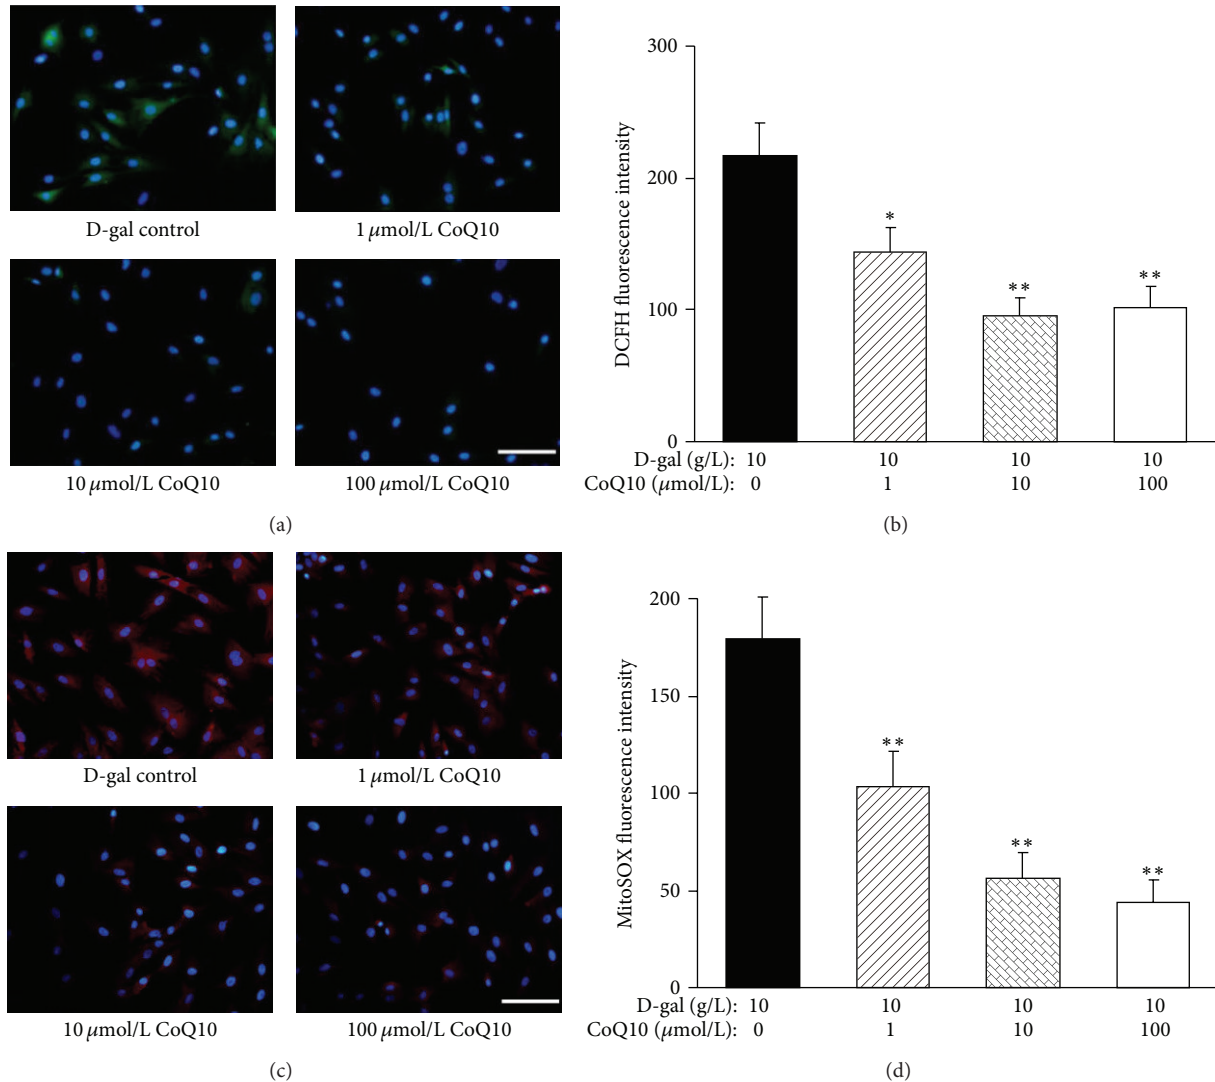 D-gal control
1 μmol/L CoQ10
10 μmol/L CoQ10
100 μmol/L CoQ10
(a)
DCFH fluorescence intensity
300
200
100
0
*
**
**
D-gal (g/L): 10 10 10 10
CoQ10 (μmol/L): 0 1 10 100
(b)
D-gal control
1 μmol/L CoQ10
10 μmol/L CoQ10
100 μmol/L CoQ10
(c)
MitoSOX fluorescence intensity
200
150
100
50
0
**
**
**
D-gal (g/L): 10 10 10 10
CoQ10 (μmol/L): 0 1 10 100
(d)